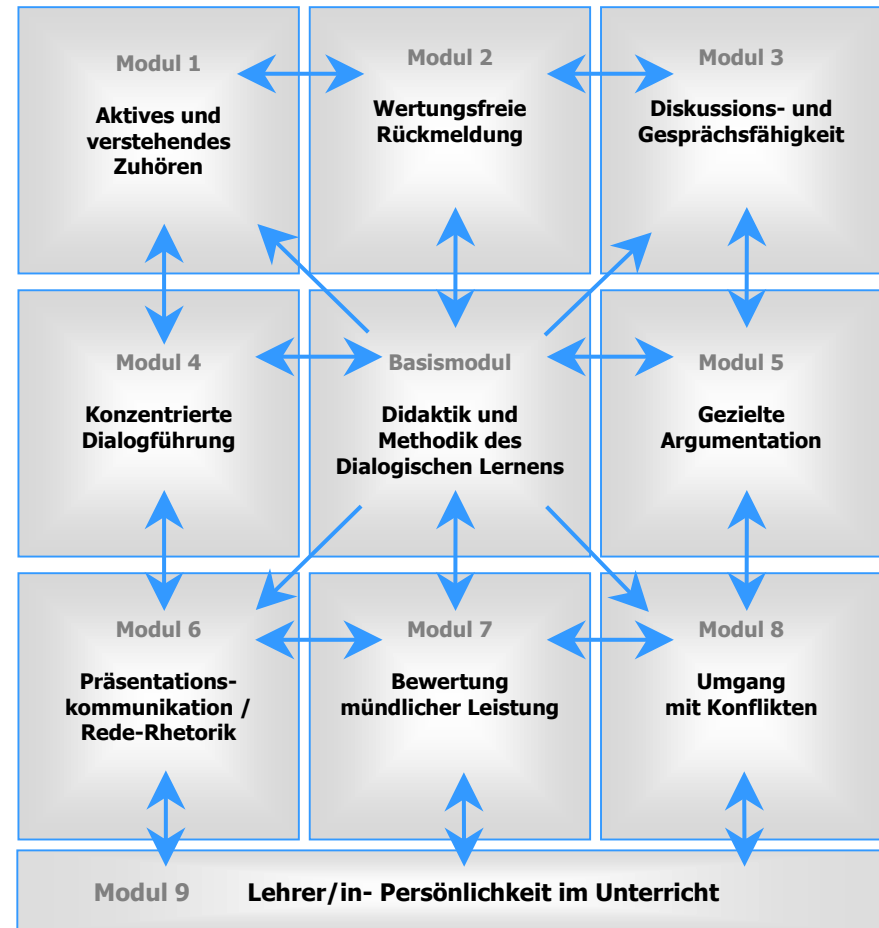 Modul 1
Aktives und
verstehendes
Zuhören
Modul 2
Wertungsfreie
Rückmeldung
Modul 3
Diskussions- und
Gesprächsfähigkeit
Modul 4
Konzentrierte
Dialogführung
Basismodul
Didaktik und
Methodik des
Dialogischen Lernens
Modul 5
Gezielte
Argumentation
Modul 6
Präsentations-
kommunikation /
Rede-Rhetorik
Modul 7
Bewertung
mündlicher Leistung
Modul 8
Umgang
mit Konflikten
Modul 9 Lehrer/in- Persönlichkeit im Unterricht